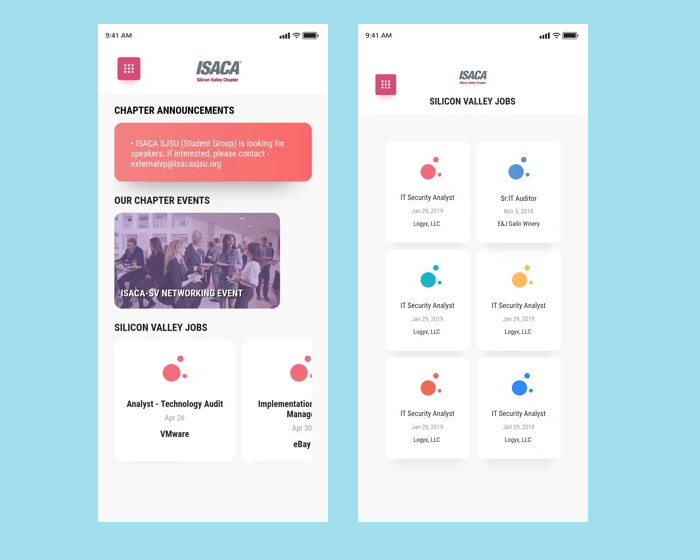 9:41 AM
ISACA
Silicon Valley Chapter
CHAPTER ANNOUNCEMENTS
• ISACA SJSU (Student Group) is looking for
speakers. If interested, please contact -
externalvp@isacasjsu.org
OUR CHAPTER EVENTS
ISACA-SV NETWORKING EVENT
SILICON VALLEY JOBS
Analyst - Technology Audit
Apr 26
VMware
Implementation
Manage
Apr 30
eBay
9:41 AM
ISACA
Silicon Valley Chapter
SILICON VALLEY JOBS
IT Security Analyst
Jan 29, 2019
Logyx, LLC
Sr.IT Auditor
Nov 5, 2018
E&J Gallo Winery
IT Security Analyst
Jan 29, 2019
Logyx, LLC
IT Security Analyst
Jan 29, 2019
Logyx, LLC
IT Security Analyst
Jan 29, 2019
Logyx, LLC
IT Security Analyst
Jan 29, 2019
Logyx, LLC